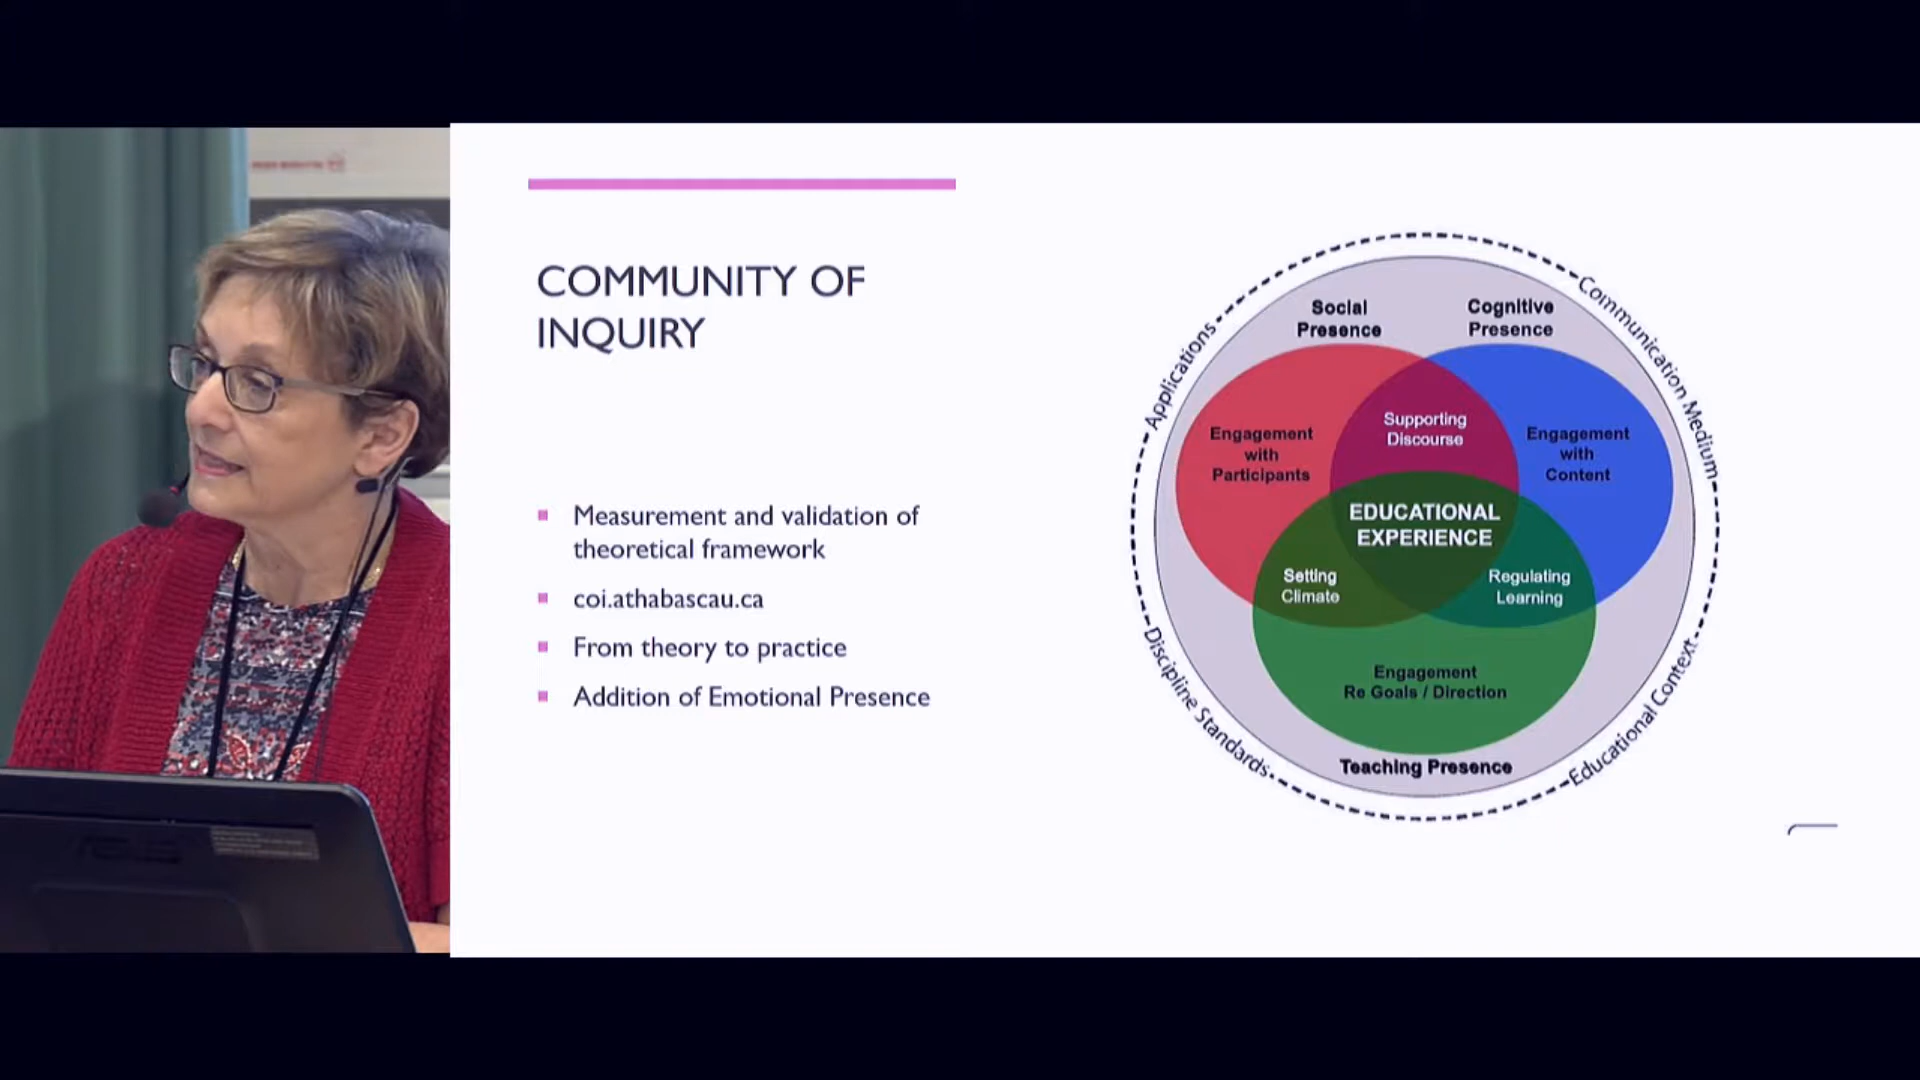 COMMUNITY OF
INQUIRY
Measurement and validation of
theoretical framework
coi.athabascau.ca
From theory to practice
Addition of Emotional Presence
Applications
Communication Medium
Social
Presence
Cognitive
Presence
Engagement
with
Participants
Supporting
Discourse
Engagement
with
Content
EDUCATIONAL
EXPERIENCE
Setting
Climate
Regulating
Learning
Engagement
Re Goals / Direction
Teaching Presence
Discipline Standards
Educational Context